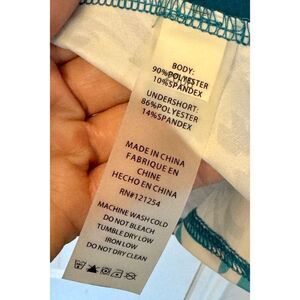 BODY:
90%POLYESTER
10%SPANDEX
UNDERSHORT:
86%POLYESTER
14%SPANDEX
MADE IN CHINA
FABRIQUE EN
CHINE
HECHO EN CHINA
RN#121254
MACHINE WASH COLD
DO NOT BLEACH
TUMBLE DRY LOW
IRON LOW
DO NOT DRY CLEAN